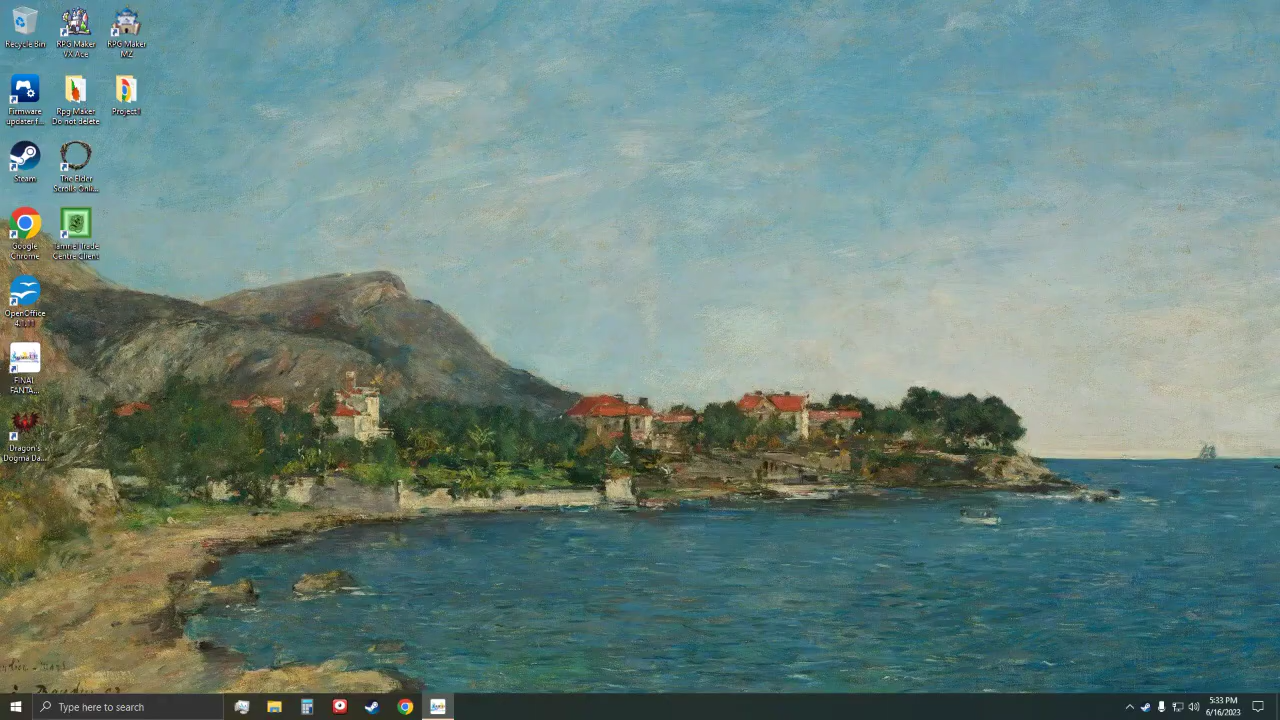 Recycle Bin
RPG Maker
VX Ace
RPG Maker
MZ
Firmware
updater f...
Rpg Maker
Do not delete
Project1
Steam
The Elder
Scrolls Onli...
Google
Chrome
Tamriel Trade
Centre Client
OpenOffice
FINAL
FANTA...
Dragon's
Dogma Da...
Type here to search
5:33 PM
6/16/2023